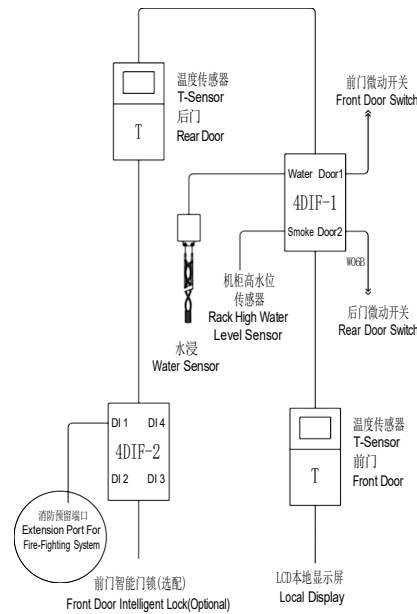 温度传感器
T-Sensor
后门
Rear Door
T
前门微动开关
Front Door Switch
Water Door1
4DIF-1
Smoke Door2
W06B
机柜高水位
传感器
Rack High Water
Level Sensor
后门微动开关
Rear Door Switch
水浸
Water Sensor
DI 1 DI 4
4DIF-2
DI 2 DI 3
温度传感器
T-Sensor
前门
Front Door
T
消防预留端口
Extension Port For
Fire-Fighting System
前门智能门锁(选配)
Front Door Intelligent Lock(Optional)
LCD本地显示屏
Local Display